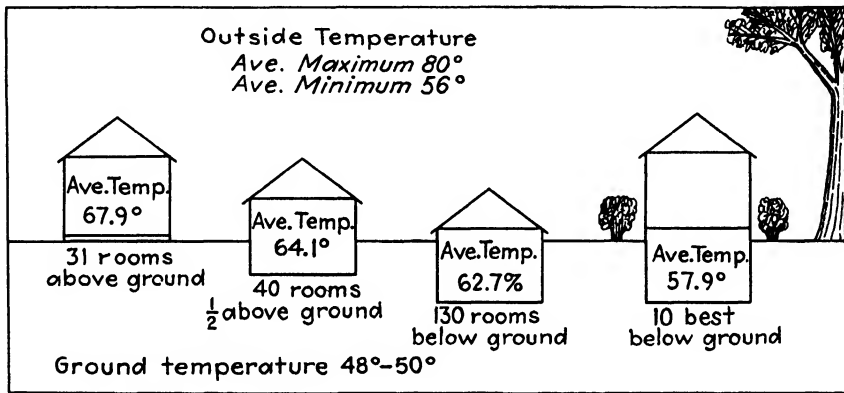 Outside Temperature
Ave. Maximum 80°
Ave. Minimum 56°
Ave.Temp.
67.9°
31 rooms
above ground
Ave.Temp.
64.1°
40 rooms
½ above ground
Ave.Temp.
62.7%
130 rooms
below ground
Ave.Temp.
57.9°
10 best
below ground
Ground temperature 48°-50°